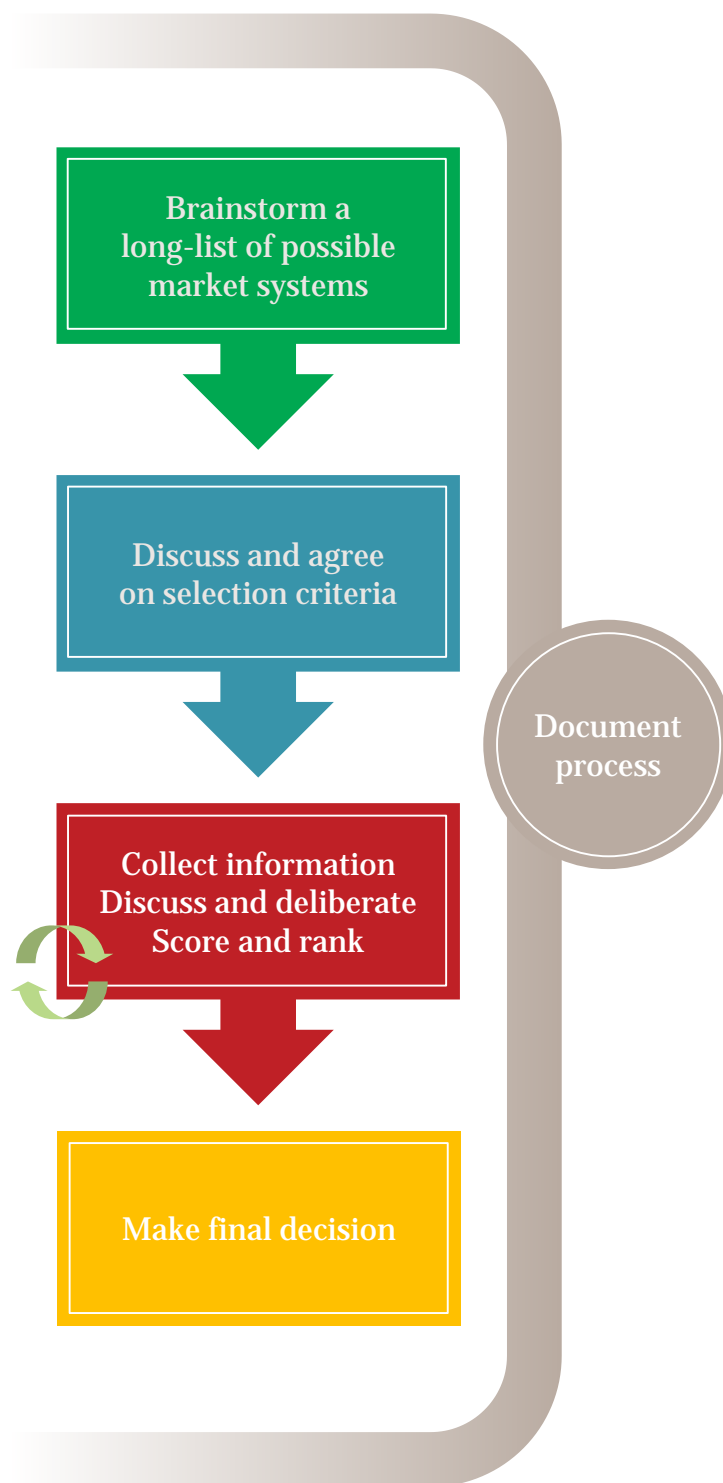 Brainstorm a
long-list of possible
market systems
Discuss and agree
on selection criteria
Document
process
Collect information
Discuss and deliberate
Score and rank
Make final decision